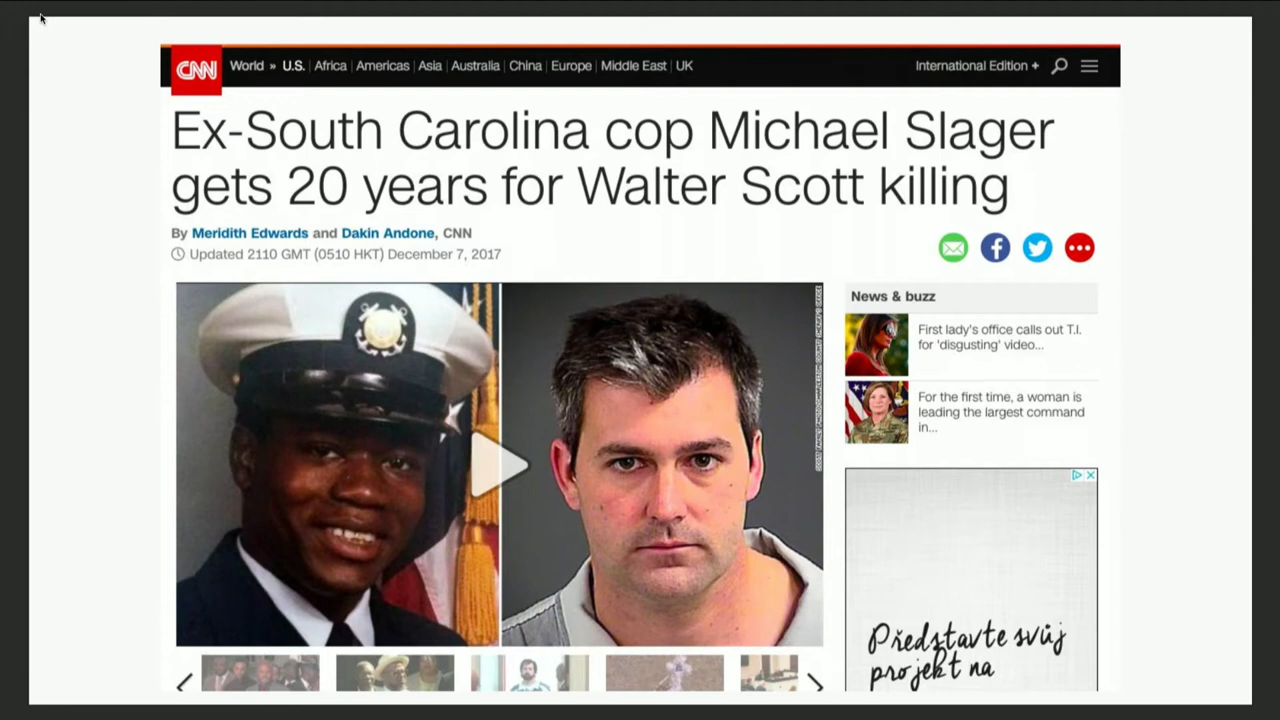 CNN
World » U.S. Africa Americas Asia Australia China Europe Middle East UK
International Edition +
Ex-South Carolina cop Michael Slager
gets 20 years for Walter Scott killing
By Meridith Edwards and Dakin Andone, CNN
Updated 2110 GMT (0510 HKT) December 7, 2017
News & buzz
First lady's office calls out T.I.
for 'disgusting' video...
For the first time, a woman is
leading the largest command
in...
Představte svůj
projekt na